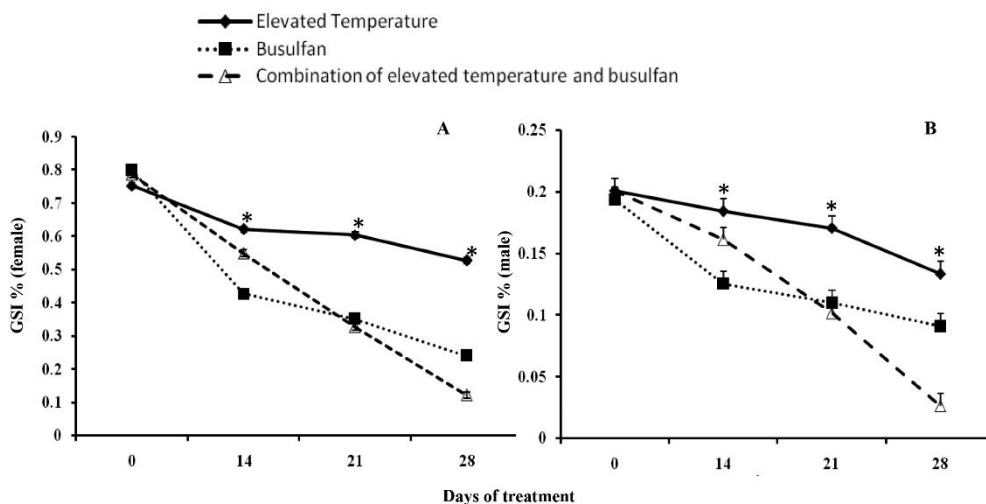 Elevated Temperature
Busulfan
Combination of elevated temperature and busulfan
A
GSI % (female)
0.9
0.8
0.7
0.6
0.5
0.4
0.3
0.2
0.1
0
* * *
0 14 21 28
B
GSI % (male)
0.25
0.2
0.15
0.1
0.05
0
* * *
0 14 21 28
Days of treatment